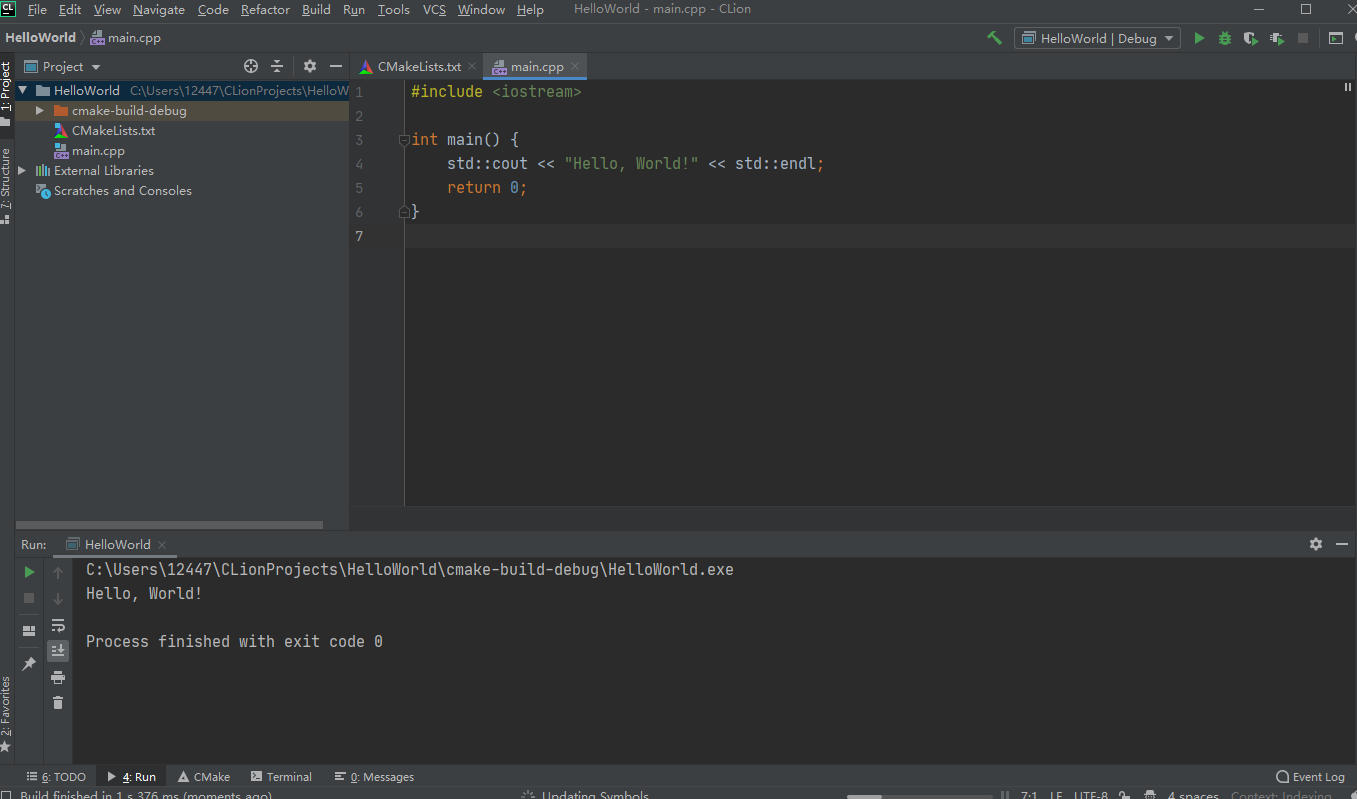 CL File Edit View Navigate Code Refactor Build Run Tools VCS Window Help HelloWorld - main.cpp - CLion
HelloWorld main.cpp HelloWorld | Debug
1: Project
7: Structure
2: Favorites
Project
HelloWorld C:\Users\12447\CLionProjects\HelloW
cmake-build-debug
CMakeLists.txt
main.cpp
External Libraries
Scratches and Consoles
CMakeLists.txt main.cpp
1 #include <iostream>
2
3 int main() {
4 std::cout << "Hello, World!" << std::endl;
5 return 0;
6 }
7
Run: HelloWorld
C:\Users\12447\CLionProjects\HelloWorld\cmake-build-debug\HelloWorld.exe
Hello, World!
Process finished with exit code 0
6: TODO 4: Run CMake Terminal 0: Messages Event Log
Build finished in 1 s 376 ms (moments ago) Updating Symbols 7:1 LF UTF-8 4 spaces Context: Indexing